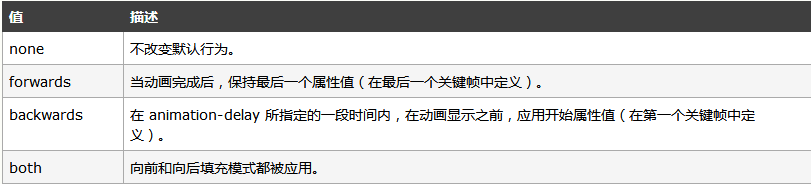 值 描述
none 不改变默认行为。
forwards 当动画完成后，保持最后一个属性值（在最后一个关键帧中定义）。
backwards 在 animation-delay 所指定的一段时间内，在动画显示之前，应用开始属性值（在第一个关键帧中定
义）。
both 向前和向后填充模式都被应用。